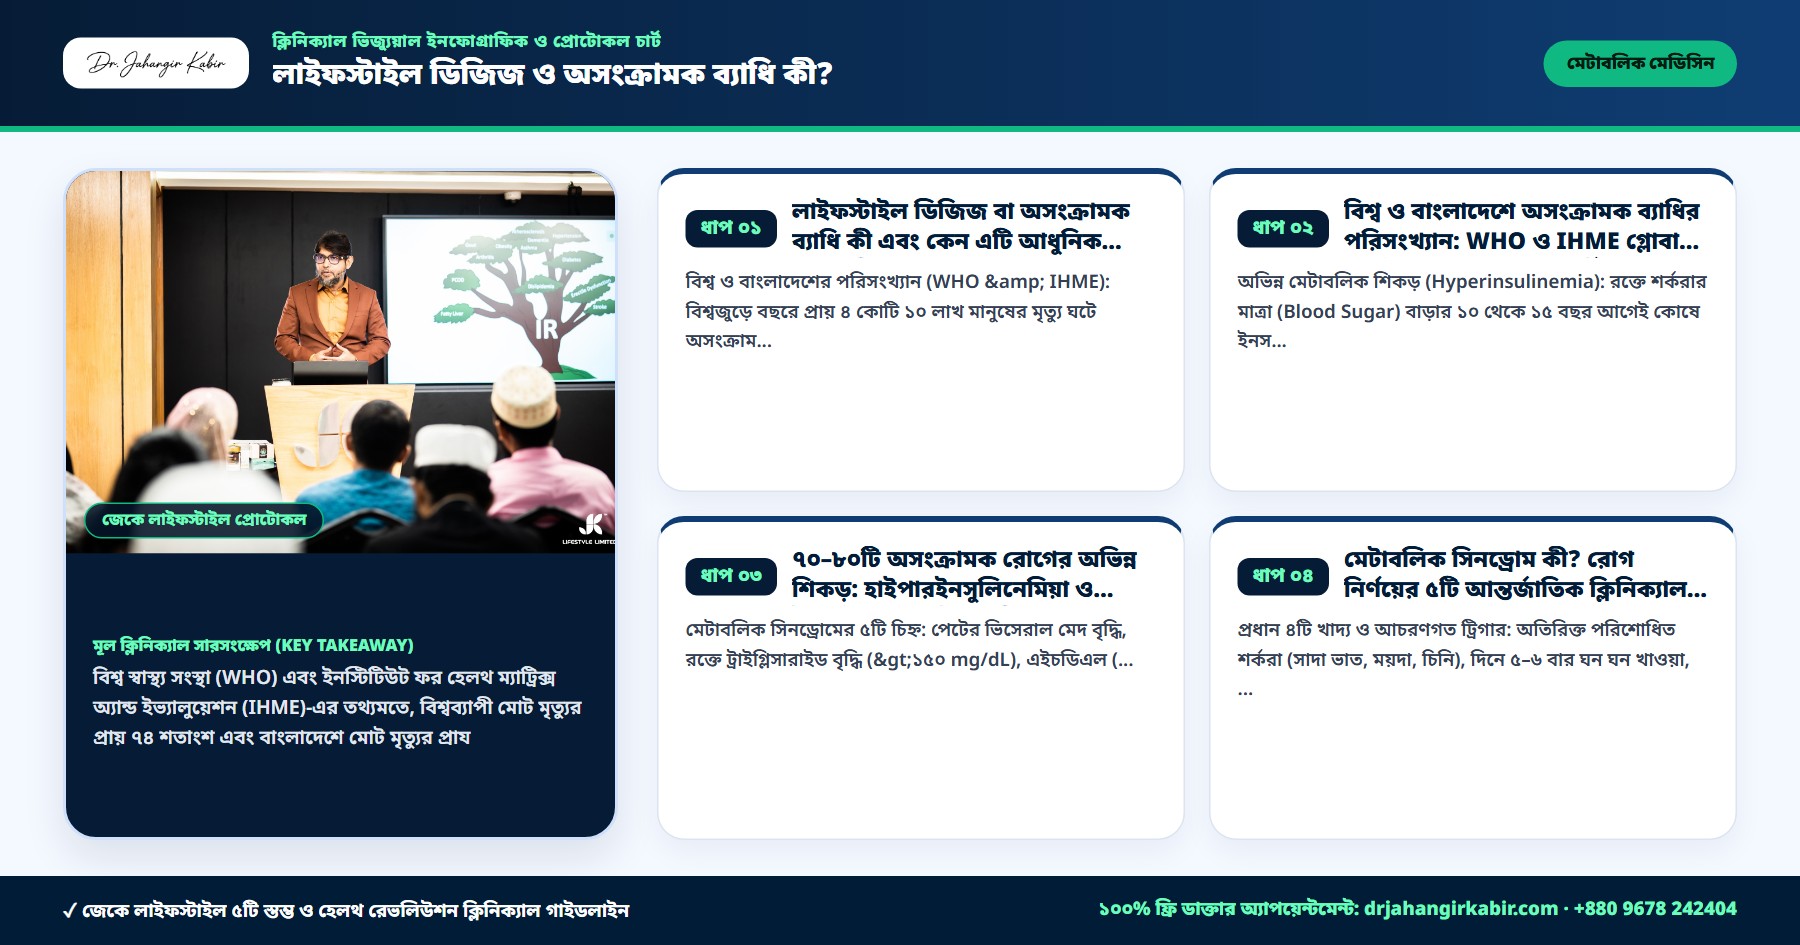 Dr. Jahangir Kabir
ক্লিনিক্যাল ভিজ্যুয়াল ইনফোগ্রাফিক ও প্রোটোকল চার্ট
লাইফস্টাইল ডিজিজ ও অসংক্রামক ব্যাধি কী?
মেটাবলিক মেডিসিন
IR
জেকে লাইফস্টাইল প্রোটোকল
JK
LIFESTYLE LIMITED
মূল ক্লিনিক্যাল সারসংক্ষেপ (KEY TAKEAWAY)
বিশ্ব স্বাস্থ্য সংস্থা (WHO) এবং ইনস্টিটিউট ফর হেলথ ম্যাট্রিক্স
অ্যান্ড ইভ্যালুয়েশন (IHME)-এর তথ্যমতে, বিশ্বব্যাপী মোট মৃত্যুর
প্রায় ৭৪ শতাংশ এবং বাংলাদেশে মোট মৃত্যুর প্রায
ধাপ ০১
লাইফস্টাইল ডিজিজ বা অসংক্রামক
ব্যাধি কী এবং কেন এটি আধুনিক...
বিশ্ব ও বাংলাদেশের পরিসংখ্যান (WHO &amp; IHME):
বিশ্বজুড়ে বছরে প্রায় ৪ কোটি ১০ লাখ মানুষের মৃত্যু ঘটে
অসংক্রাম...
ধাপ ০২
বিশ্ব ও বাংলাদেশে অসংক্রামক ব্যাধির
পরিসংখ্যান: WHO ও IHME গ্লোবা...
অভিন্ন মেটাবলিক শিকড় (Hyperinsulinemia): রক্তে শর্করার
মাত্রা (Blood Sugar) বাড়ার ১০ থেকে ১৫ বছর আগেই কোষে
ইনস...
ধাপ ০৩
৭০–৮০টি অসংক্রামক রোগের অভিন্ন
শিকড়: হাইপারইনসুলিনেমিয়া ও...
মেটাবলিক সিনড্রোমের ৫টি চিহ্ন: পেটের ভিসেরাল মেদ বৃদ্ধি,
রক্তে ট্রাইগ্লিসারাইড বৃদ্ধি (&gt;১৫০ mg/dL), এইচডিএল (...
ধাপ ০৪
মেটাবলিক সিনড্রোম কী? রোগ
নির্ণয়ের ৫টি আন্তর্জাতিক ক্লিনিক্যাল...
প্রধান ৪টি খাদ্য ও আচরণগত ট্রিগার: অতিরিক্ত পরিশোধিত
শর্করা (সাদা ভাত, ময়দা, চিনি), দিনে ৫–৬ বার ঘন ঘন খাওয়া,
...
✓ জেকে লাইফস্টাইল ৫টি স্তম্ভ ও হেলথ রেভলিউশন ক্লিনিক্যাল গাইডলাইন
১০০% ফ্রি ডাক্তার অ্যাপয়েন্টমেন্ট: drjahangirkabir.com · +880 9678 242404